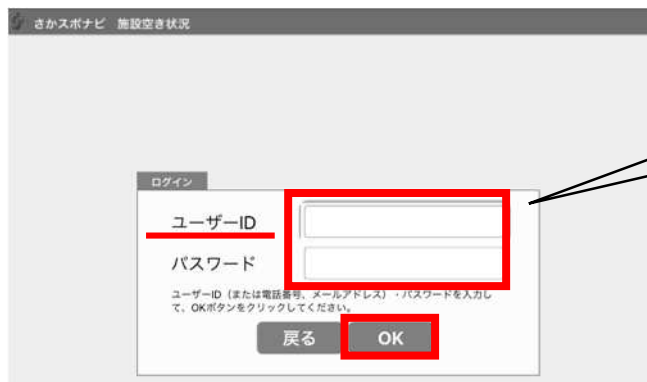 さかスポナビ 施設空き状況
ログイン
ユーザーID
パスワード
ユーザーID（または電話番号、メールアドレス）・パスワードを入力し
て、OKボタンをクリックしてください。
戻る OK